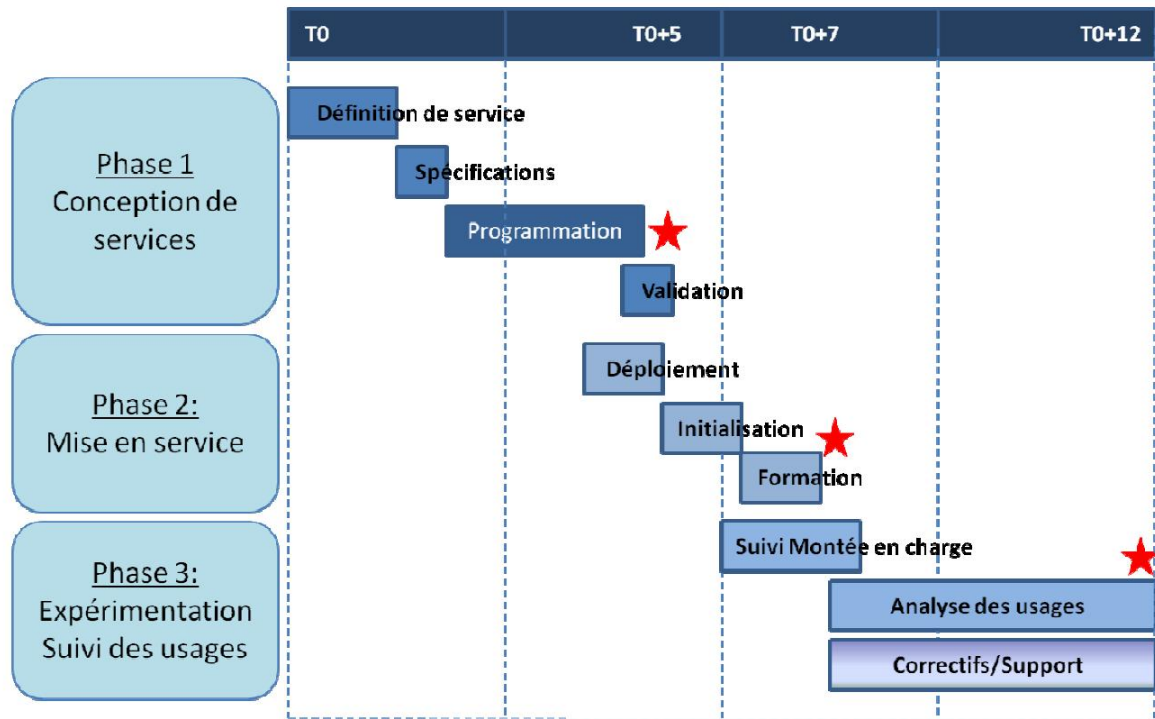 T0 T0+5 T0+7 T0+12
Phase 1
Conception de
services
Définition de service
Spécifications
Programmation
Validation
Phase 2:
Mise en service
Déploiement
Initialisation
Formation
Phase 3:
Expérimentation
Suivi des usages
Suivi Montée en charge
Analyse des usages
Correctifs/Support